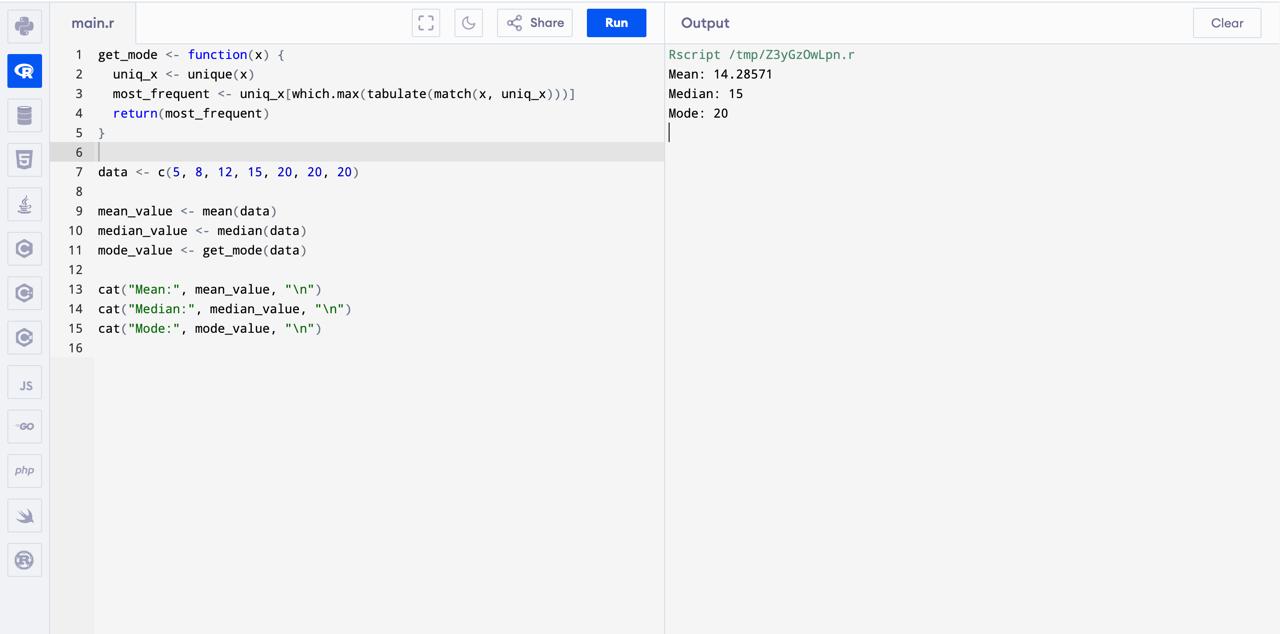 main.r
Share
Run
Output
Clear
1 get_mode <- function(x) {
2   uniq_x <- unique(x)
3   most_frequent <- uniq_x[which.max(tabulate(match(x, uniq_x)))]
4   return(most_frequent)
5 }
6
7 data <- c(5, 8, 12, 15, 20, 20, 20)
8
9 mean_value <- mean(data)
10 median_value <- median(data)
11 mode_value <- get_mode(data)
12
13 cat("Mean:", mean_value, "\n")
14 cat("Median:", median_value, "\n")
15 cat("Mode:", mode_value, "\n")
16
Rscript /tmp/Z3yGzOwLpn.r
Mean: 14.28571
Median: 15
Mode: 20
R
5
C
C
C
JS
GO
php
R